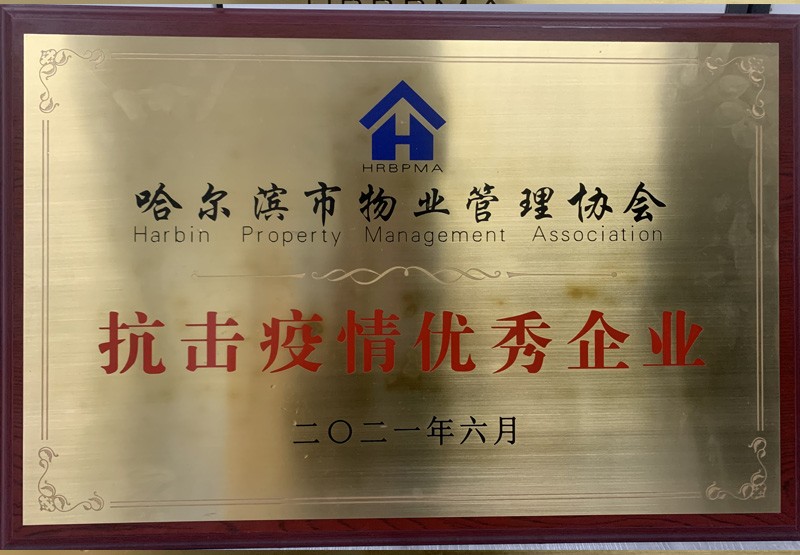 HRBPMA
哈尔滨市物业管理协会
Harbin Property Management Association
抗击疫情优秀企业
二〇二一年六月